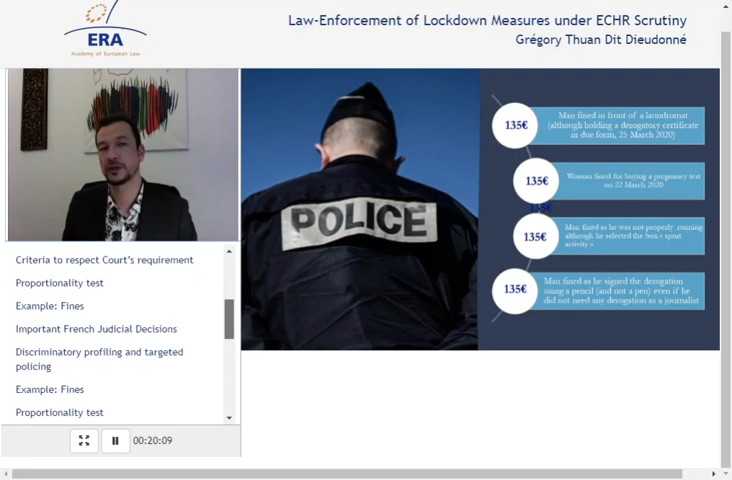 Law-Enforcement of Lockdown Measures under ECHR Scrutiny
Grégory Thuan Dit Dieudonné
ERA
Academy of European Law
135€
Man fined in front of a laundromat
(although holding a derogatory certificate
in due form, 25 March 2020)
135€
Woman fined for buying a pregnancy test
on 22 March 2020
135€
135€
Man fined as he was not properly running
although he selected the box « sport
activity »
135€
Man fined as he signed the derogation
using a pencil (and not a pen) even if he
did not need any derogation as a journalist
POLICE
Criteria to respect Court's requirement
Proportionality test
Example: Fines
Important French Judicial Decisions
Discriminatory profiling and targeted
policing
Example: Fines
Proportionality test
00:20:09